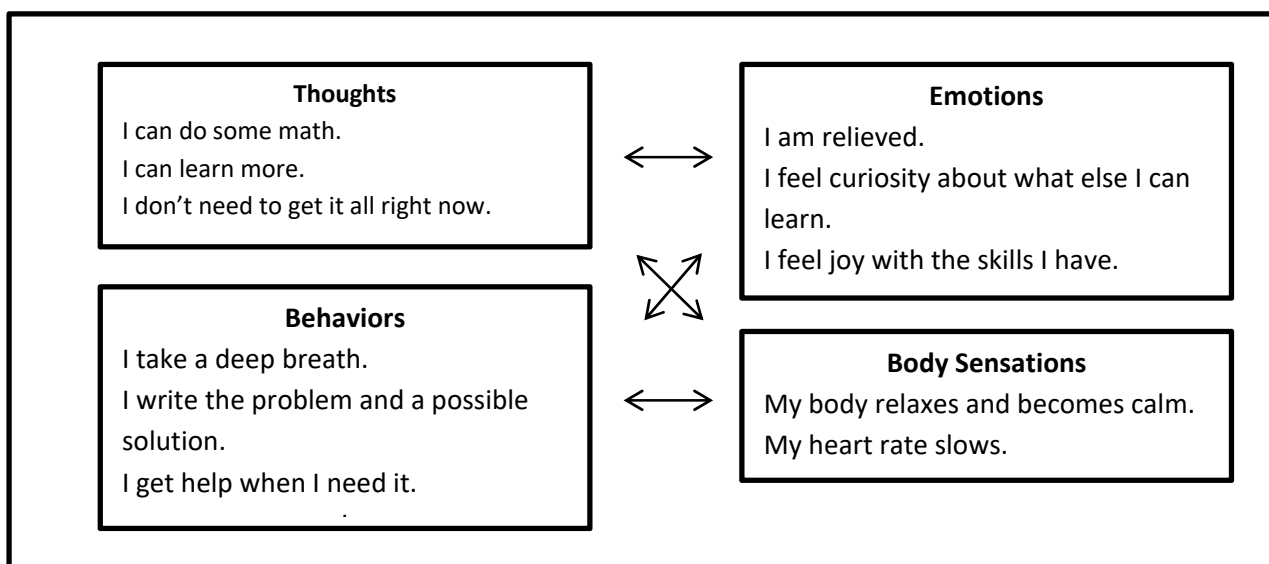 Thoughts
I can do some math.
I can learn more.
I don’t need to get it all right now.
Emotions
I am relieved.
I feel curiosity about what else I can
learn.
I feel joy with the skills I have.
Behaviors
I take a deep breath.
I write the problem and a possible
solution.
I get help when I need it.
.
Body Sensations
My body relaxes and becomes calm.
My heart rate slows.